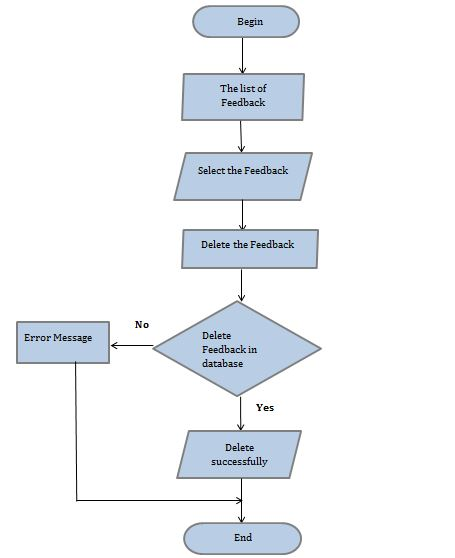 Begin
The list of
Feedback
Select the Feedback
Delete the Feedback
No
Error Message
Delete
Feedback in
database
Yes
Delete
successfully
End